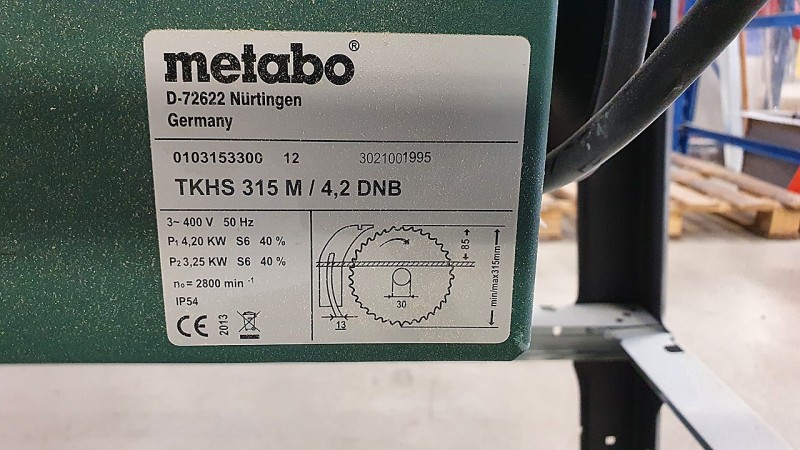 metabo®
D-72622 Nürtingen
Germany
0103153300 12 3021001995
TKHS 315 M / 4,2 DNB
3~ 400 V 50 Hz
P1 4,20 KW S6 40 %
P2 3,25 KW S6 40 %
n₀ = 2800 min -1
IP54
CE 2013
85
min/max315mm
30
13